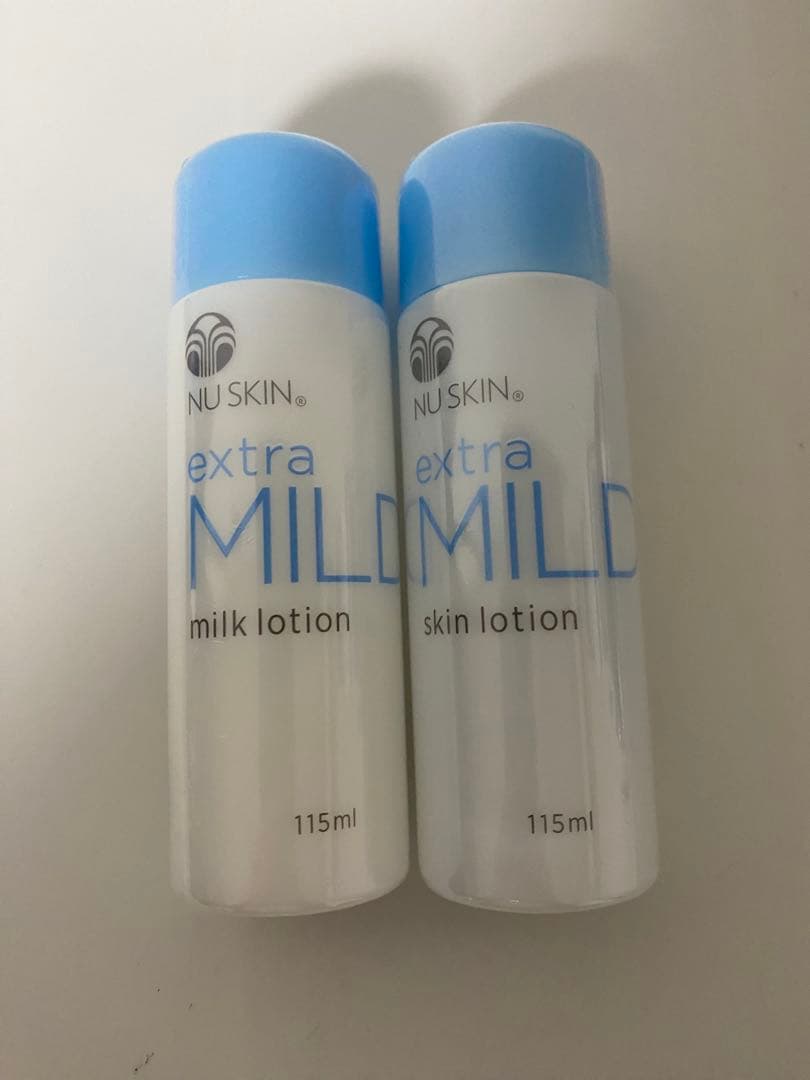 NU SKIN®
extra
MILD
milk lotion
115ml
NU SKIN®
extra
MILD
skin lotion
115ml